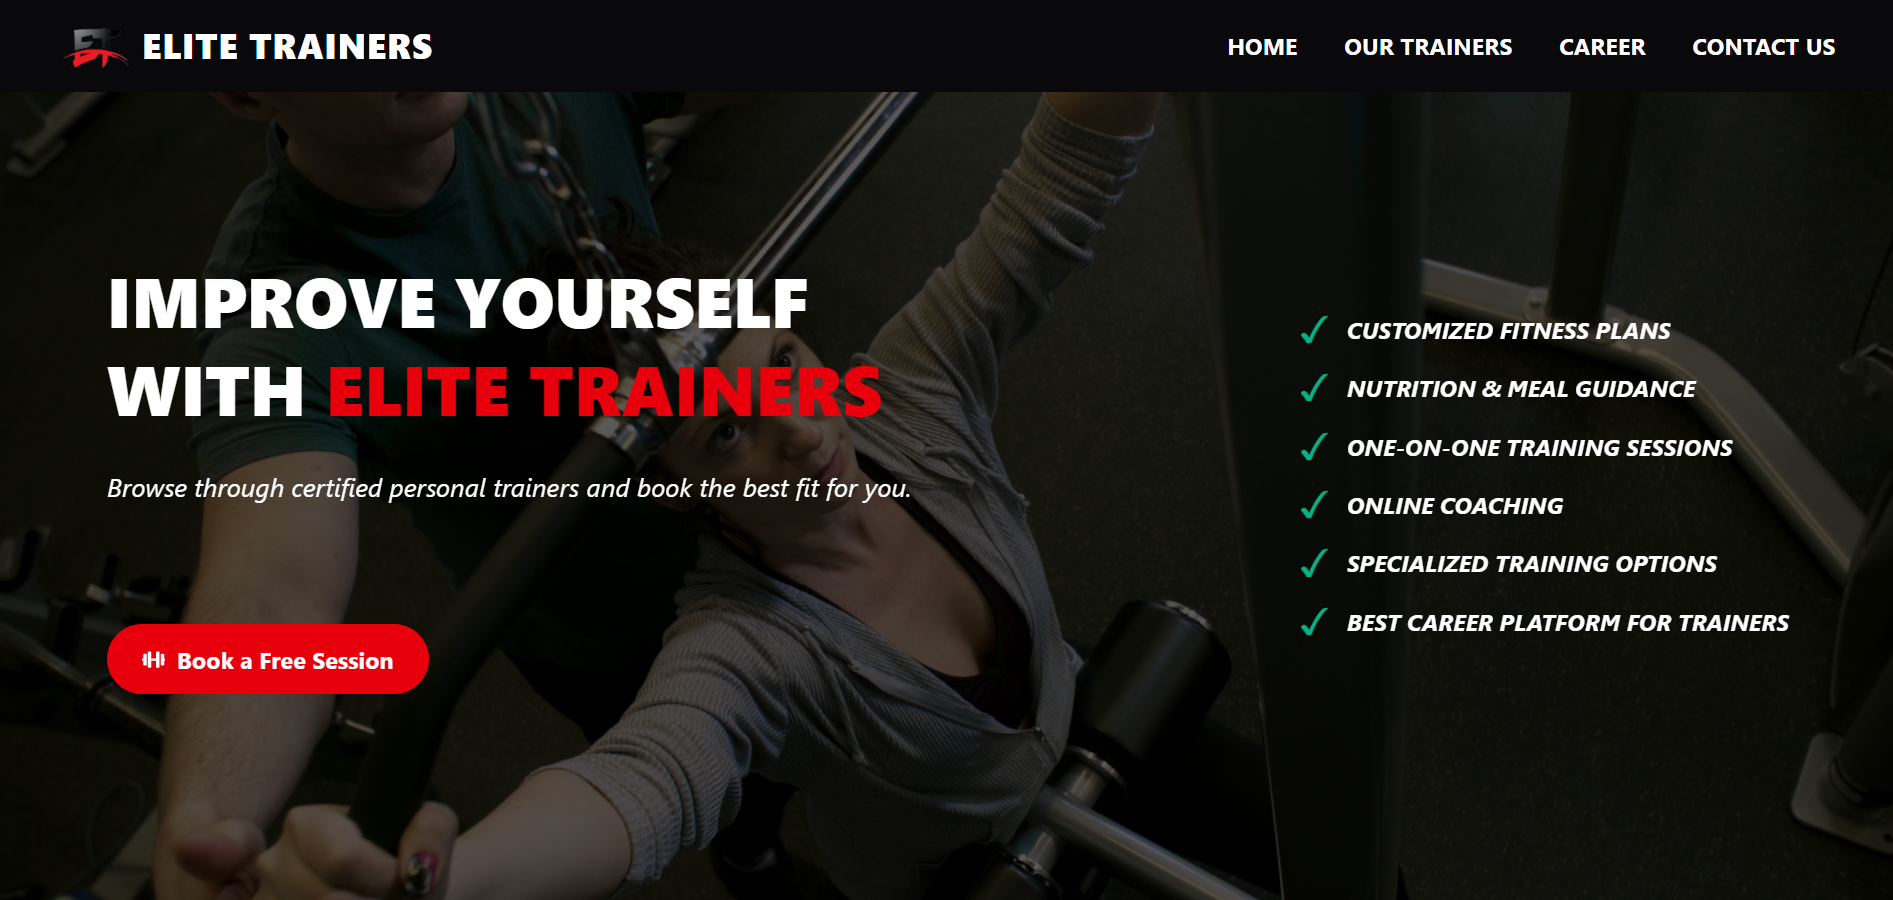 ET
ELITE TRAINERS
HOME
OUR TRAINERS
CAREER
CONTACT US
IMPROVE YOURSELF
WITH ELITE TRAINERS
Browse through certified personal trainers and book the best fit for you.
Book a Free Session
CUSTOMIZED FITNESS PLANS
NUTRITION & MEAL GUIDANCE
ONE-ON-ONE TRAINING SESSIONS
ONLINE COACHING
SPECIALIZED TRAINING OPTIONS
BEST CAREER PLATFORM FOR TRAINERS